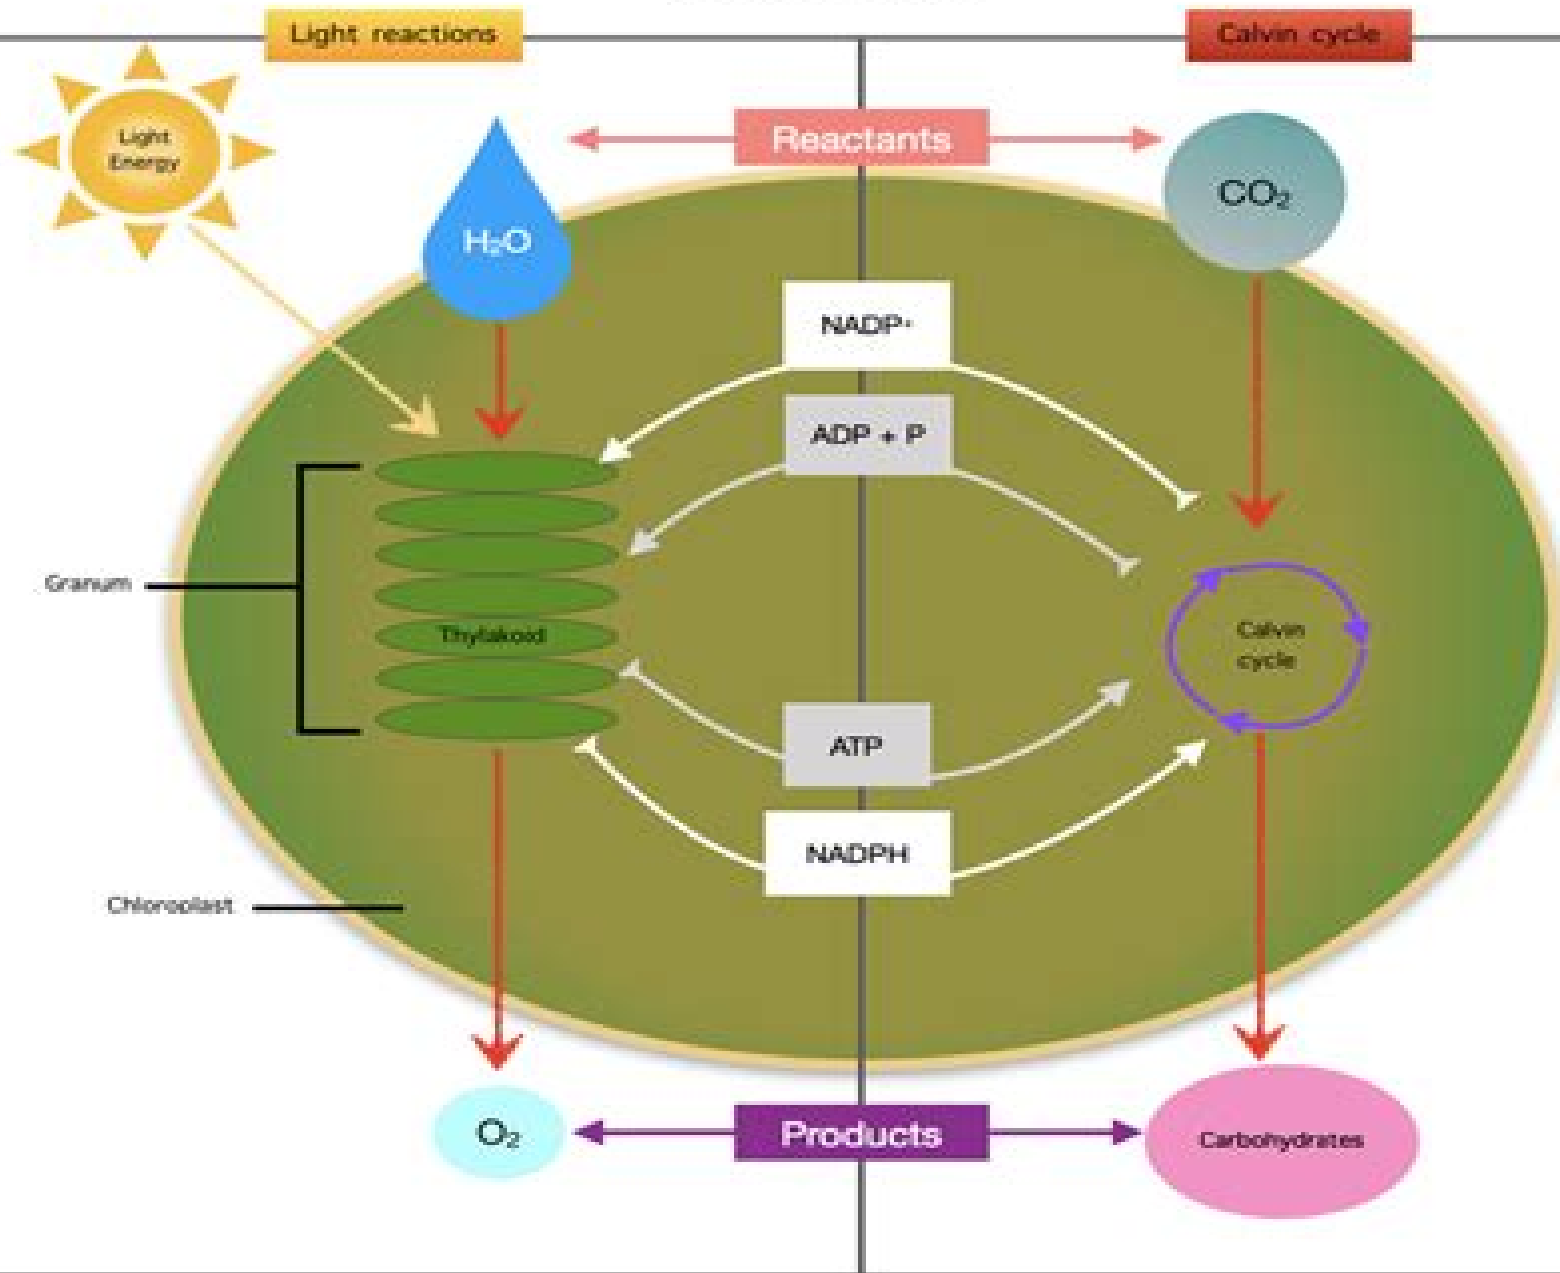 Light reactions
Calvin cycle
Light
Energy
Reactants
H₂O
CO₂
NADP⁺
ADP + P
Granum
Thylakoid
Calvin
cycle
ATP
NADPH
Chloroplast
O₂
Products
Carbohydrates